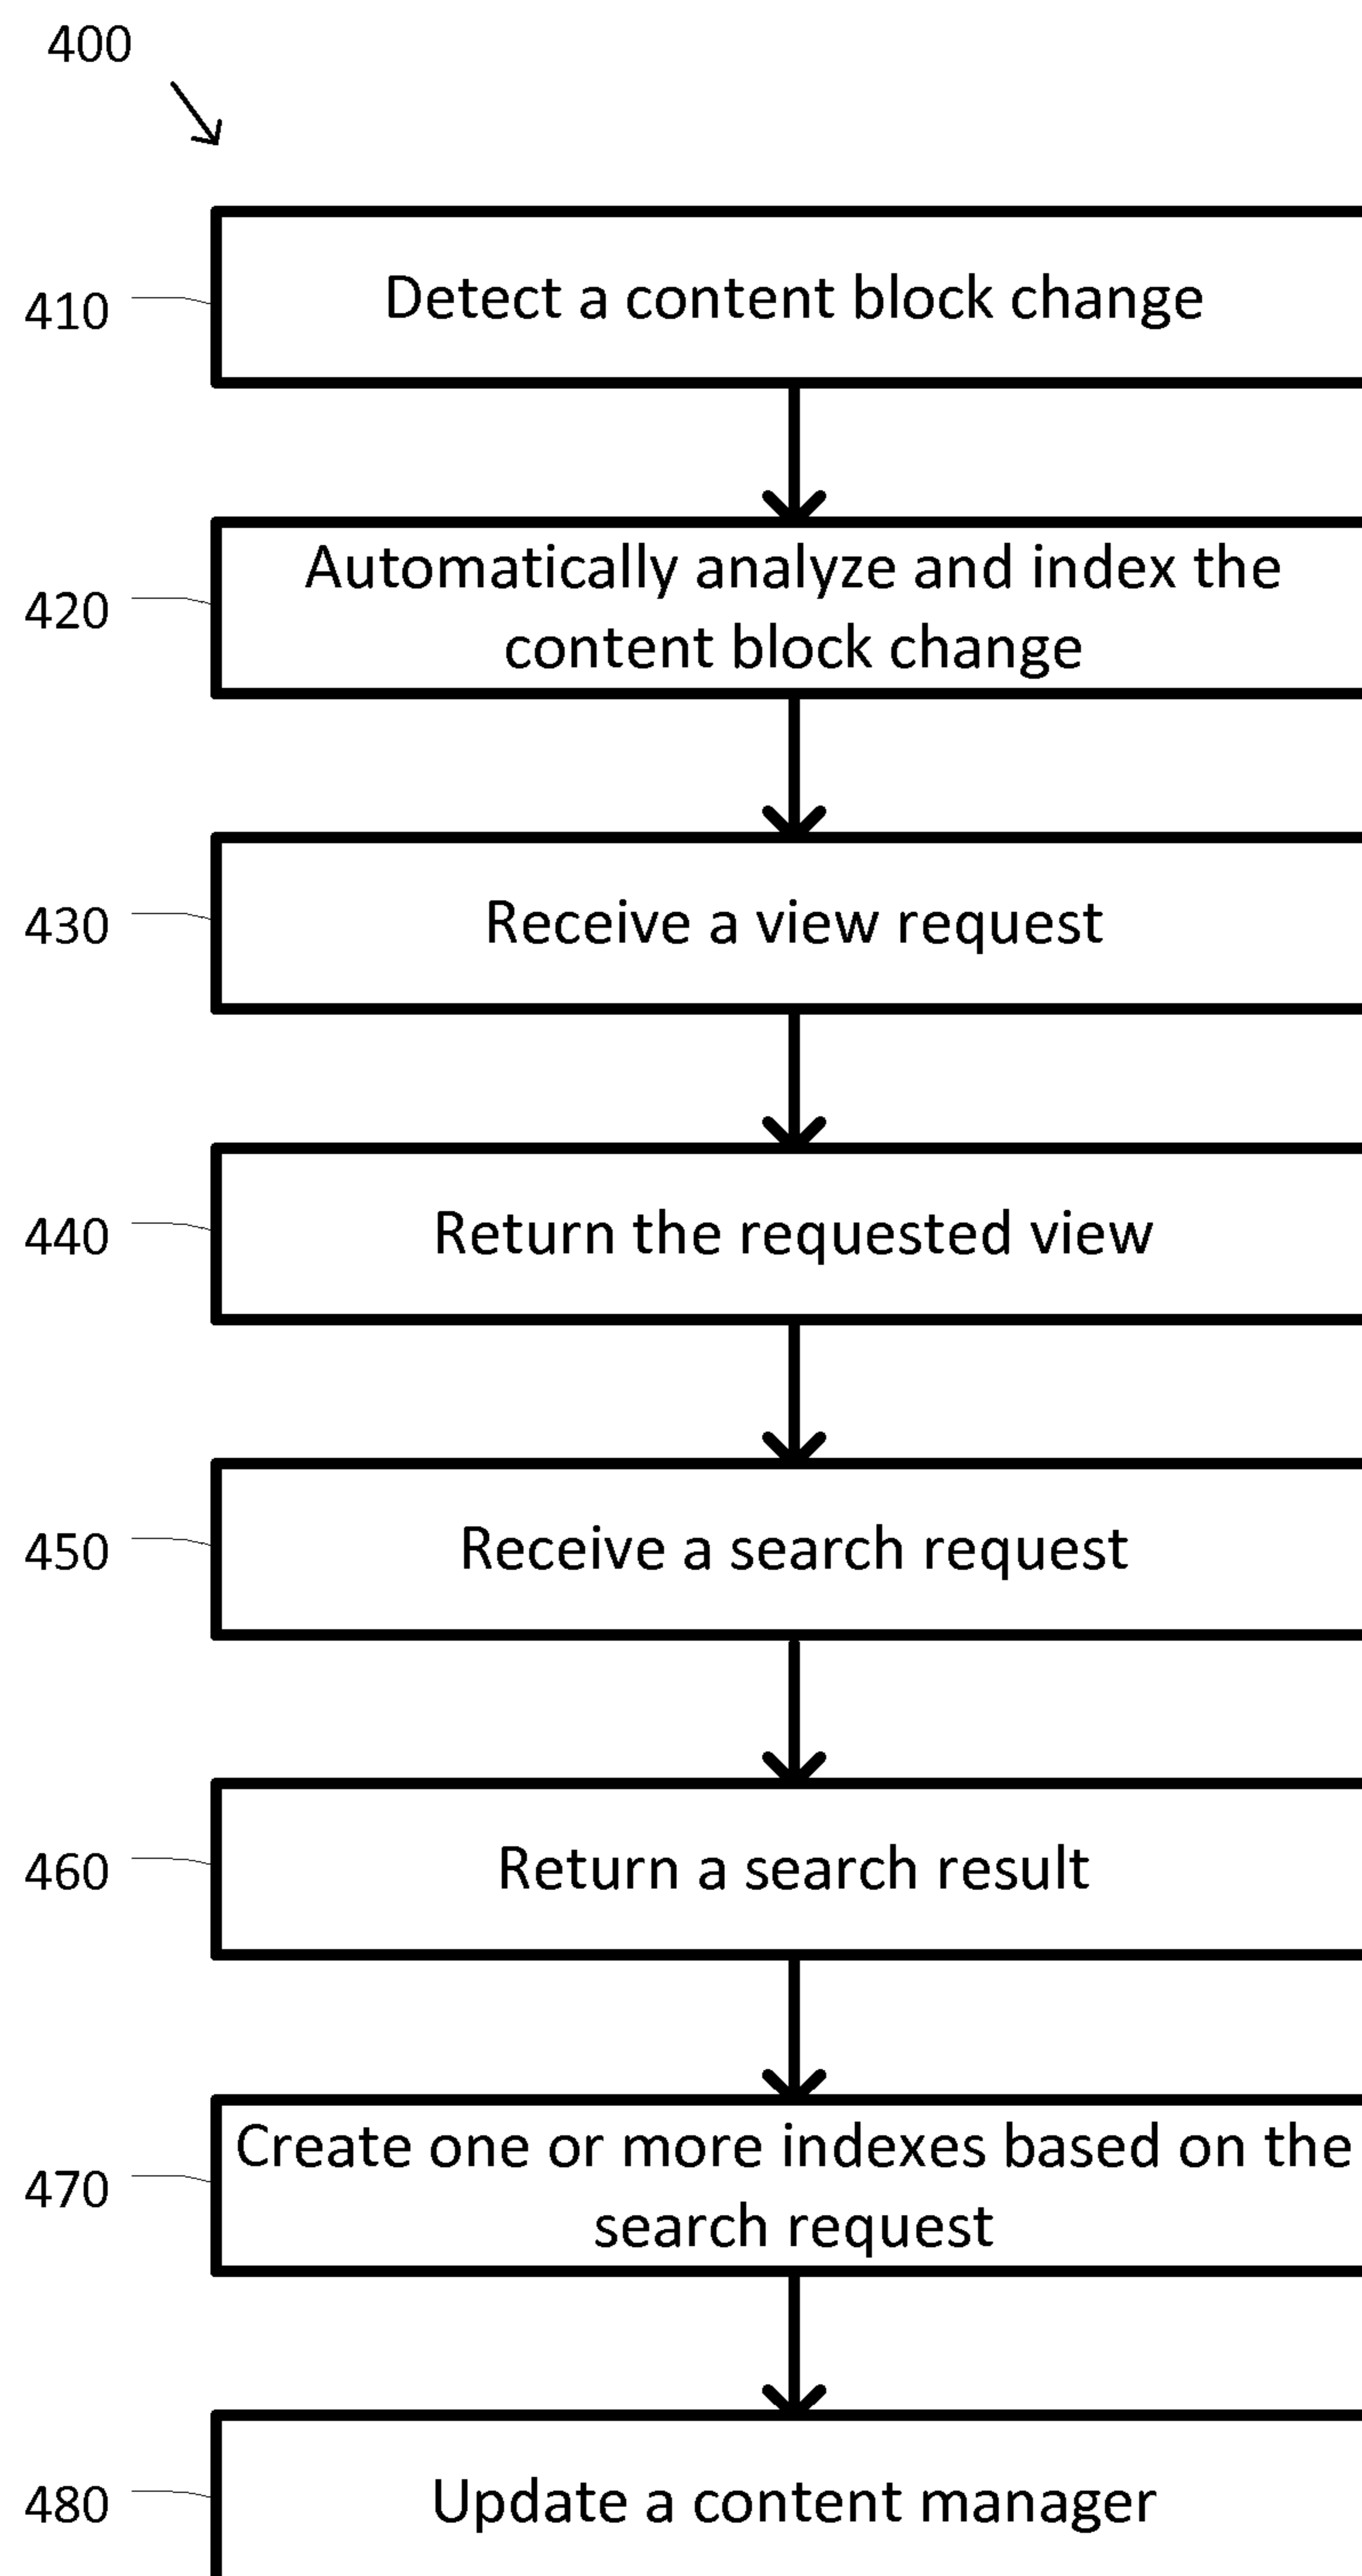 400
410
Detect a content block change
420
Automatically analyze and index the
content block change
430
Receive a view request
440
Return the requested view
450
Receive a search request
460
Return a search result
470
Create one or more indexes based on the
search request
480
Update a content manager